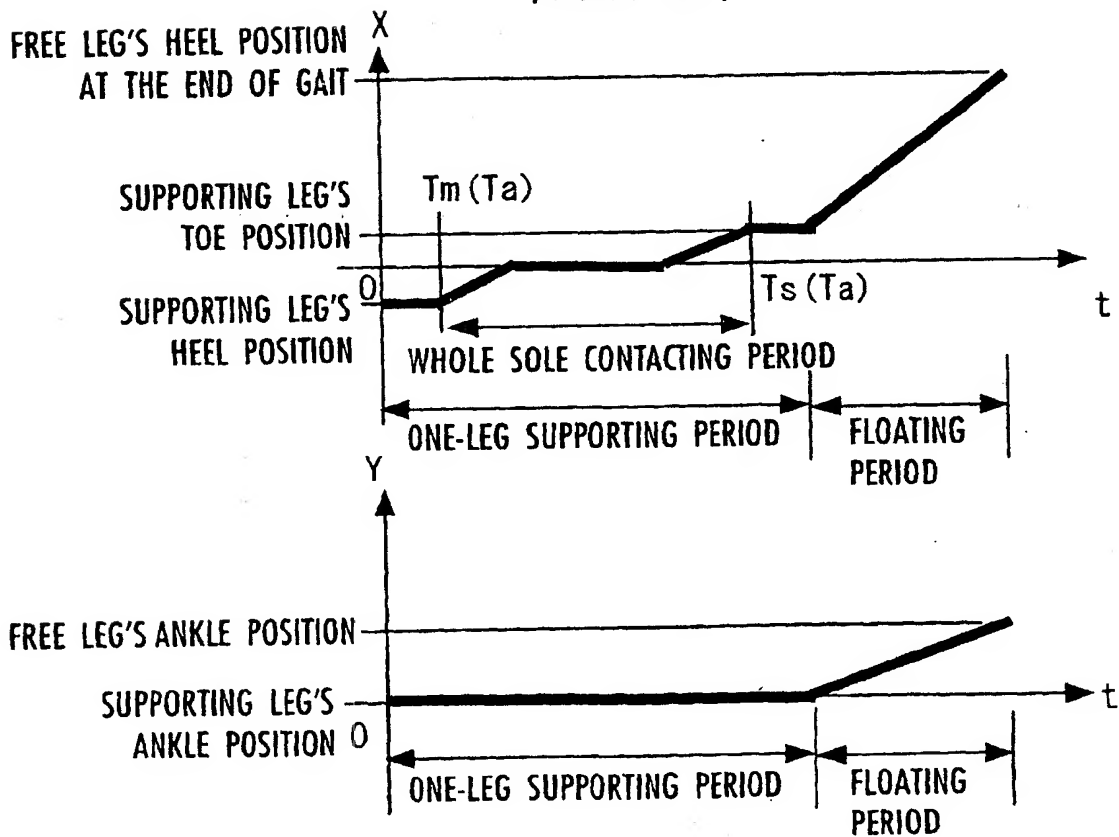 X
FREE LEG'S HEEL POSITION
AT THE END OF GAIT
SUPPORTING LEG'S
TOE POSITION
Tm(Ta)
0
SUPPORTING LEG'S
HEEL POSITION
Ts(Ta)
t
WHOLE SOLE CONTACTING PERIOD
ONE-LEG SUPPORTING PERIOD
FLOATING
PERIOD
Y
FREE LEG'S ANKLE POSITION
SUPPORTING LEG'S
ANKLE POSITION
0
t
ONE-LEG SUPPORTING PERIOD
FLOATING
PERIOD